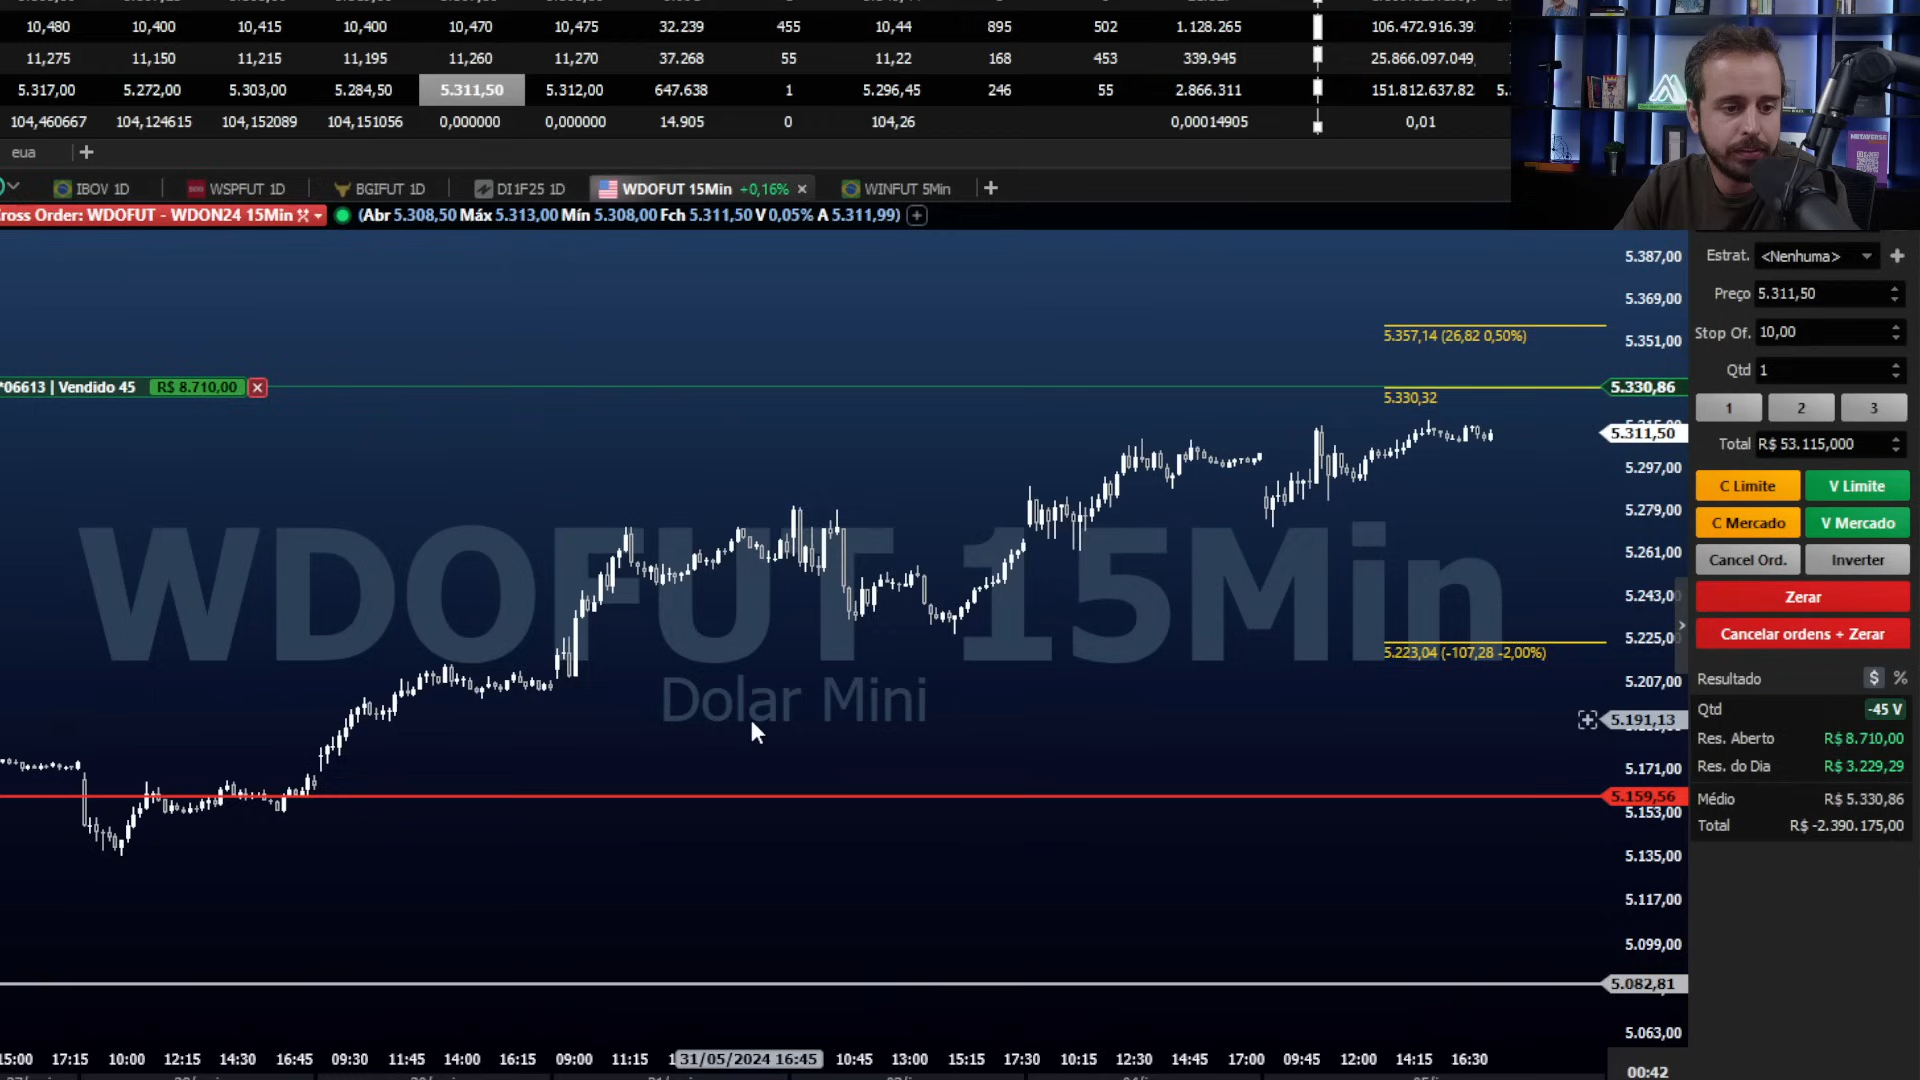 10,480 10,400 10,415 10,400 10,470 10,475 32.239 455 10,44 895 502 1.128.265 106.472.916.39
11,275 11,150 11,215 11,195 11,260 11,270 37.268 55 11,22 168 453 339.945 25.866.097.049
5.317,00 5.272,00 5.303,00 5.284,50 5.311,50 5.312,00 647.638 1 5.296,45 246 55 2.866.311 151.812.637.82
104,460667 104,124615 104,152089 104,151056 0,000000 0,000000 14.905 0 104,26 0,00014905 0,01
eua +
IBOV 1D WSPFUT 1D BGIFUT 1D DI1F25 1D WDOFUT 15Min +0,16% × WINFUT 5Min +
ross Order: WDOFUT - WDON24 15Min (Abr 5.308,50 Máx 5.313,00 Mín 5.308,00 Fch 5.311,50 V 0,05% A 5.311,99)
METAVERSE
5.387,00
5.369,00
5.357,14 (26,82 0,50%)
5.351,00
*06613 | Vendido 45 R$ 8.710,00
5.330,86
5.330,32
5.311,50
5.297,00
5.279,00
5.261,00
5.243,00
5.225,00
5.223,04 (-107,28 -2,00%)
5.207,00
5.191,13
5.171,00
5.159,56
5.153,00
5.135,00
5.117,00
5.099,00
5.082,81
5.063,00
WDOFUT 15Min
Dolar Mini
15:00 17:15 10:00 12:15 14:30 16:45 09:30 11:45 14:00 16:15 09:00 11:15 31/05/2024 16:45 10:45 13:00 15:15 17:30 10:15 12:30 14:45 17:00 09:45 12:00 14:15 16:30
00:42
Estrat. <Nenhuma>
Preço 5.311,50
Stop Of. 10,00
Qtd 1
1 2 3
Total R$ 53.115,000
C Limite V Limite
C Mercado V Mercado
Cancel Ord. Inverter
Zerar
Cancelar ordens + Zerar
Resultado $ %
Qtd -45 V
Res. Aberto R$ 8.710,00
Res. do Dia R$ 3.229,29
Médio R$ 5.330,86
Total R$ -2.390.175,00